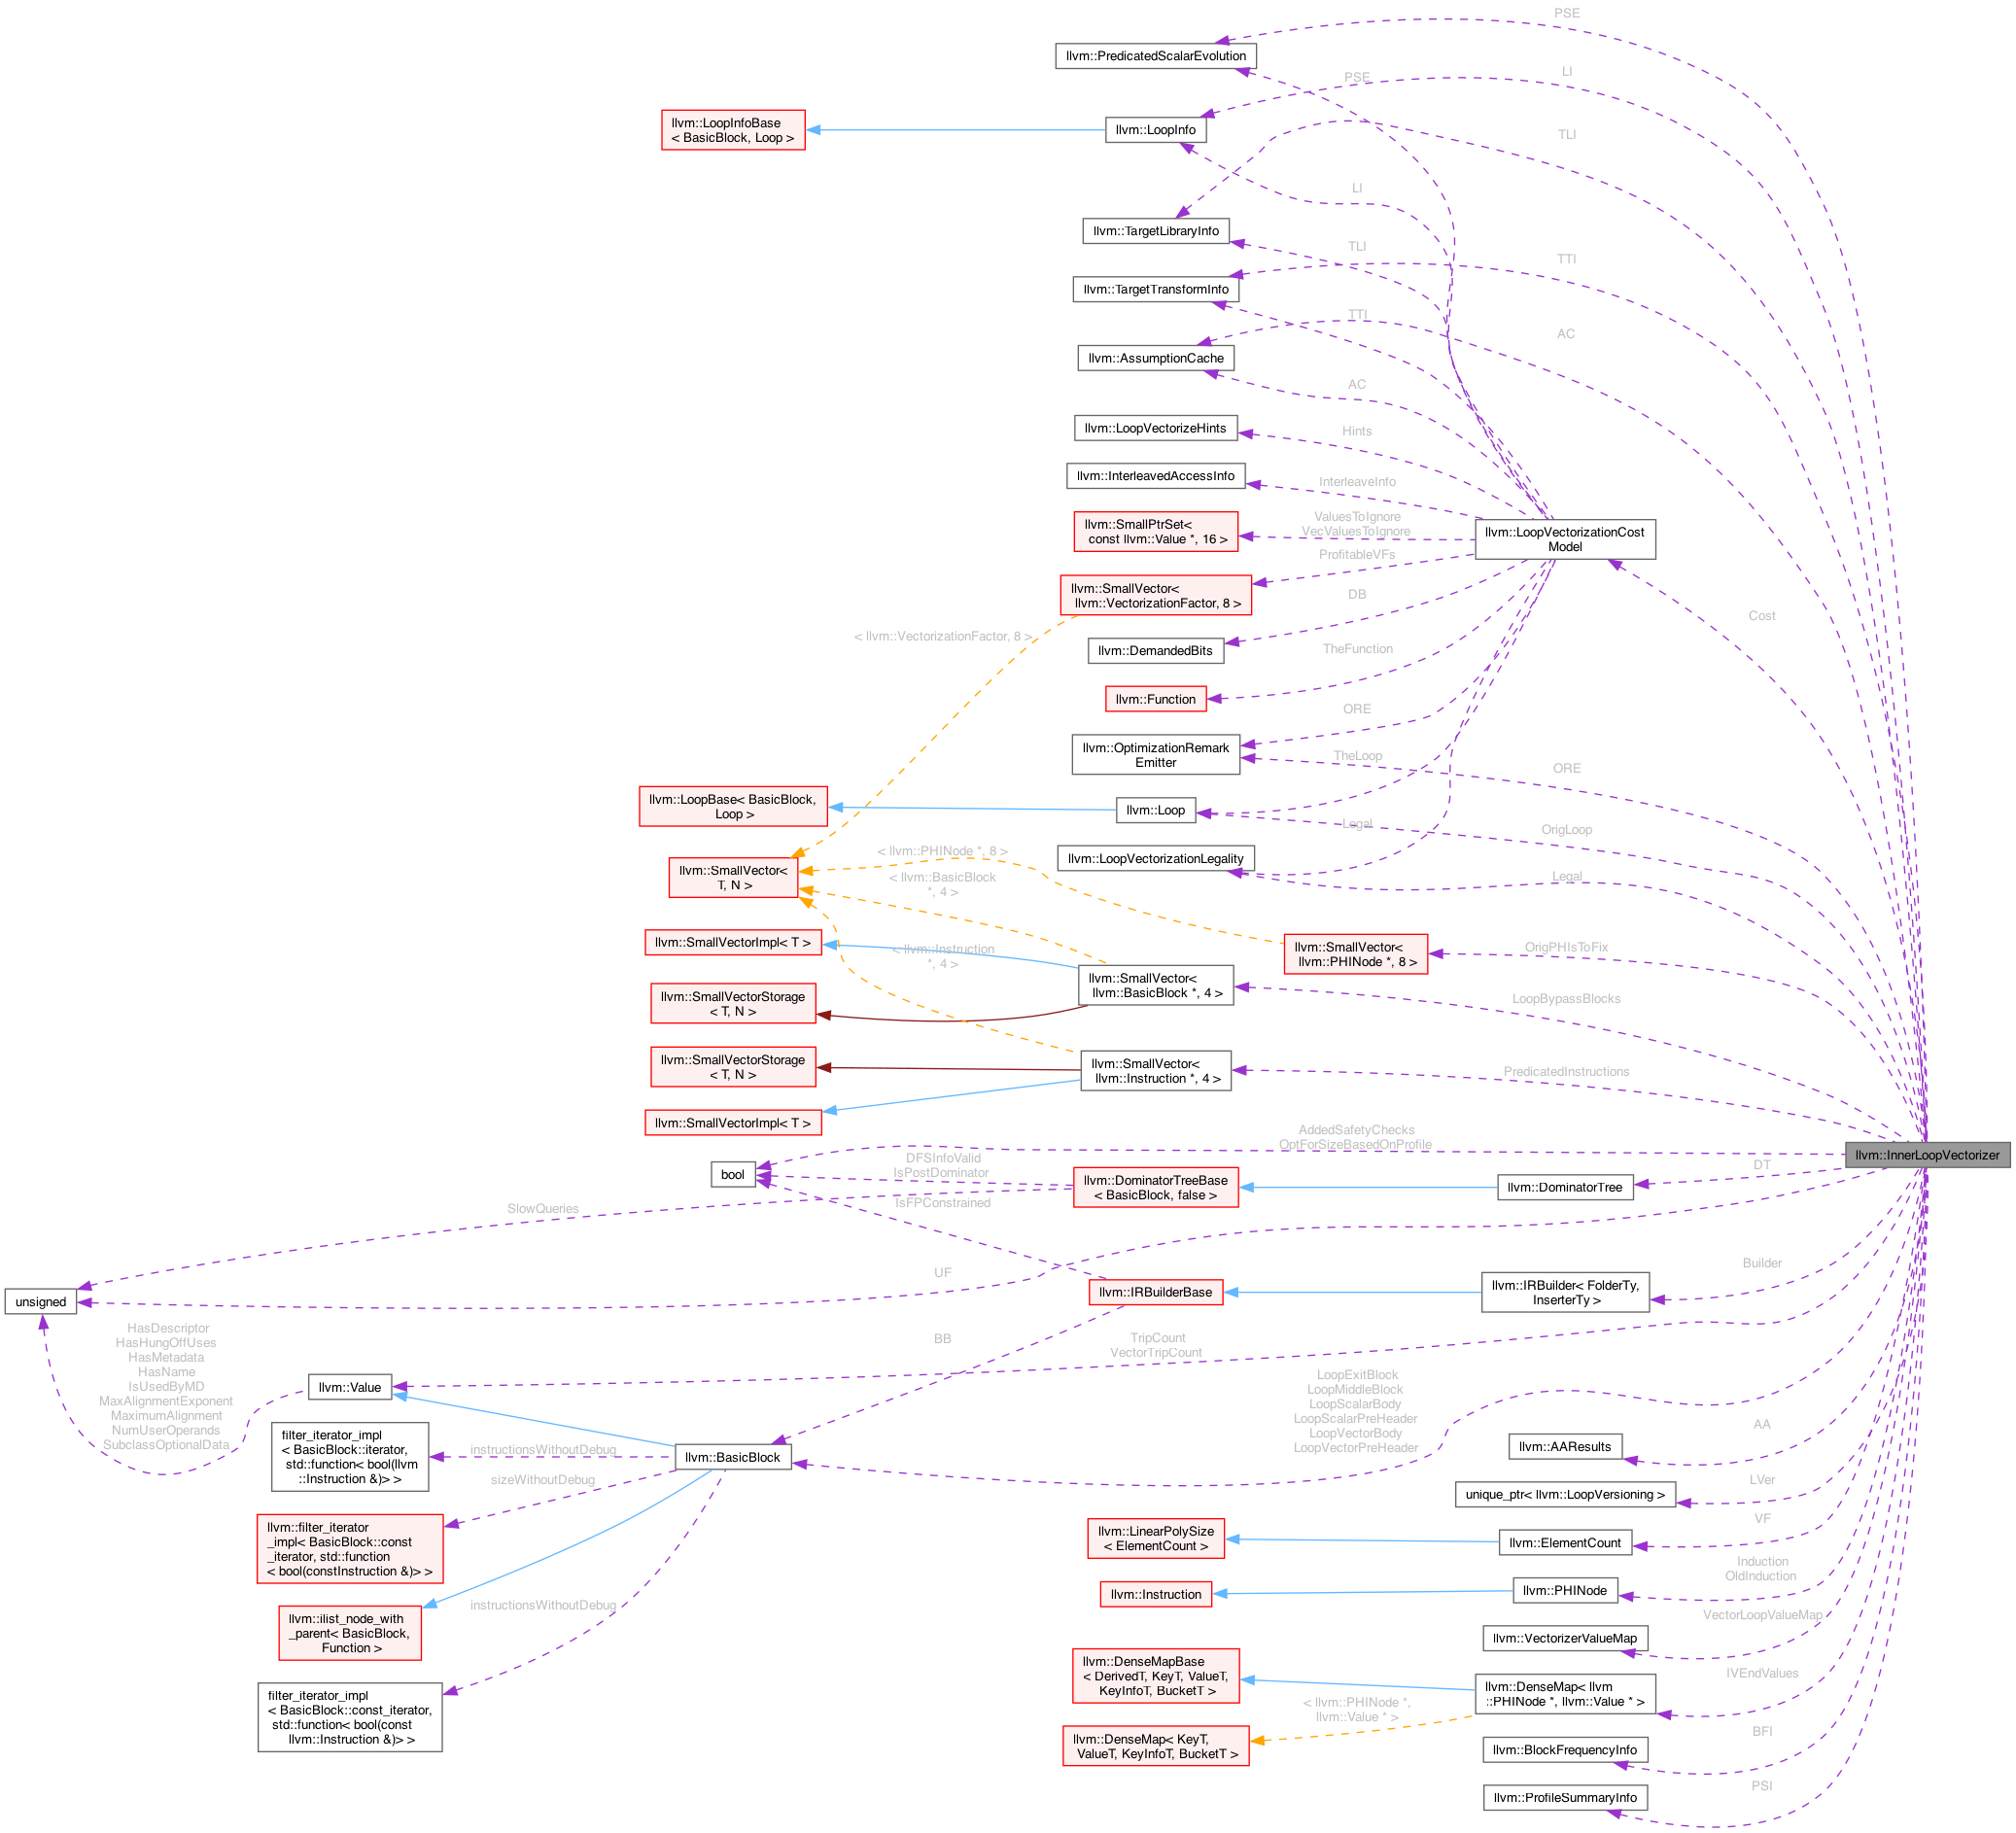 PSE
llvm::PredicatedScalarEvolution
LI
PSE
llvm::LoopInfoBase
< BasicBlock, Loop >
llvm::LoopInfo
TLI
LI
llvm::TargetLibraryInfo
TLI
TTI
llvm::TargetTransformInfo
TTI
AC
llvm::AssumptionCache
AC
llvm::LoopVectorizeHints
Hints
llvm::InterleavedAccessInfo
InterleaveInfo
llvm::SmallPtrSet<
const llvm::Value *, 16 >
ValuesToIgnore
VecValuesToIgnore
llvm::LoopVectorizationCost
Model
ProfitableVFs
llvm::SmallVector<
llvm::VectorizationFactor, 8 >
DB
Cost
< llvm::VectorizationFactor, 8 >
llvm::DemandedBits
TheFunction
llvm::Function
ORE
llvm::OptimizationRemark
Emitter
TheLoop
ORE
llvm::LoopBase< BasicBlock,
Loop >
llvm::Loop
Legal
OrigLoop
< llvm::PHINode *, 8 >
llvm::LoopVectorizationLegality
llvm::SmallVector<
T, N >
< llvm::BasicBlock
*, 4 >
Legal
llvm::SmallVectorImpl< T >
< llvm::Instruction
*, 4 >
llvm::SmallVector<
llvm::PHINode *, 8 >
OrigPHIsToFix
llvm::SmallVector<
llvm::BasicBlock *, 4 >
llvm::SmallVectorStorage
< T, N >
LoopBypassBlocks
llvm::SmallVectorStorage
< T, N >
llvm::SmallVector<
llvm::Instruction *, 4 >
PredicatedInstructions
llvm::SmallVectorImpl< T >
AddedSafetyChecks
OptForSizeBasedOnProfile
llvm::InnerLoopVectorizer
bool
DFSInfoValid
IsPostDominator
llvm::DominatorTreeBase
< BasicBlock, false >
llvm::DominatorTree
DT
SlowQueries
IsFPConstrained
unsigned
UF
llvm::IRBuilderBase
llvm::IRBuilder< FolderTy,
InserterTy >
Builder
HasDescriptor
HasHungOffUses
HasMetadata
HasName
IsUsedByMD
MaxAlignmentExponent
MaximumAlignment
NumUserOperands
SubclassOptionalData
BB
TripCount
VectorTripCount
llvm::Value
LoopExitBlock
LoopMiddleBlock
LoopScalarBody
LoopScalarPreHeader
LoopVectorBody
LoopVectorPreHeader
filter_iterator_impl
< BasicBlock::iterator,
std::function< bool(llvm
::Instruction &)> >
instructionsWithoutDebug
llvm::BasicBlock
AA
llvm::AAResults
sizeWithoutDebug
LVer
unique_ptr< llvm::LoopVersioning >
llvm::filter_iterator
_impl< BasicBlock::const
_iterator, std::function
< bool(constInstruction &)> >
VF
llvm::LinearPolySize
< ElementCount >
llvm::ElementCount
Induction
OldInduction
llvm::Instruction
llvm::PHINode
llvm::ilist_node_with
_parent< BasicBlock,
Function >
instructionsWithoutDebug
VectorLoopValueMap
llvm::VectorizerValueMap
llvm::DenseMapBase
< DerivedT, KeyT, ValueT,
KeyInfoT, BucketT >
llvm::DenseMap< llvm
::PHINode *, llvm::Value * >
IVEndValues
filter_iterator_impl
< BasicBlock::const_iterator,
std::function< bool(const
llvm::Instruction &)> >
< llvm::PHINode *,
llvm::Value * >
llvm::DenseMap< KeyT,
ValueT, KeyInfoT, BucketT >
BFI
llvm::BlockFrequencyInfo
PSI
llvm::ProfileSummaryInfo